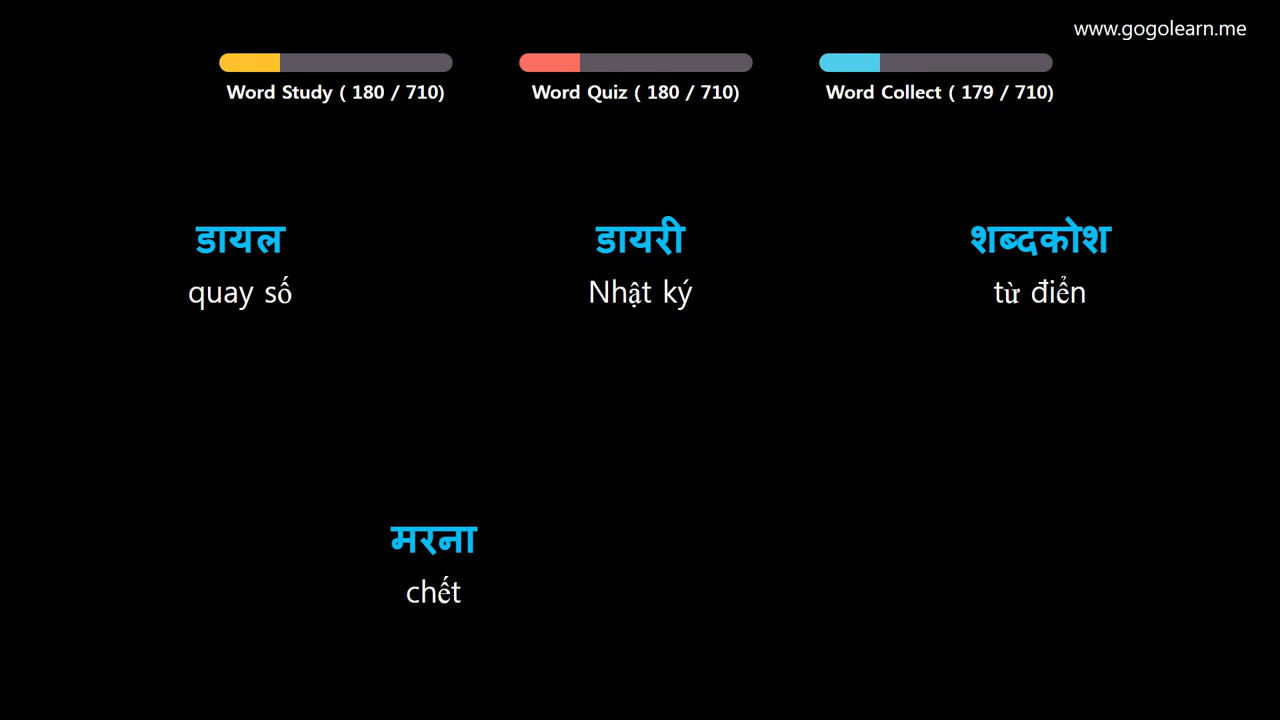 www.gogolearn.me
Word Study ( 180 / 710)
Word Quiz ( 180 / 710)
Word Collect ( 179 / 710)
डायल
quay số
डायरी
Nhật ký
शब्दकोश
từ điển
मरना
chết